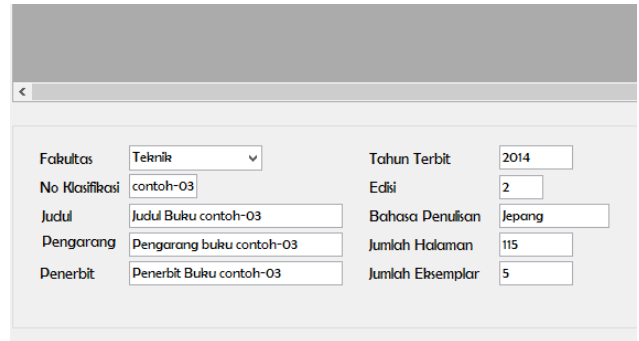 Fakultas Teknik Tahun Terbit 2014
No Klasifikasi contoh-03 Edisi 2
Judul Judul Buku contoh-03 Bahasa Penulisan Jepang
Pengarang Pengarang buku contoh-03 Jumlah Halaman 115
Penerbit Penerbit Buku contoh-03 Jumlah Eksemplar 5